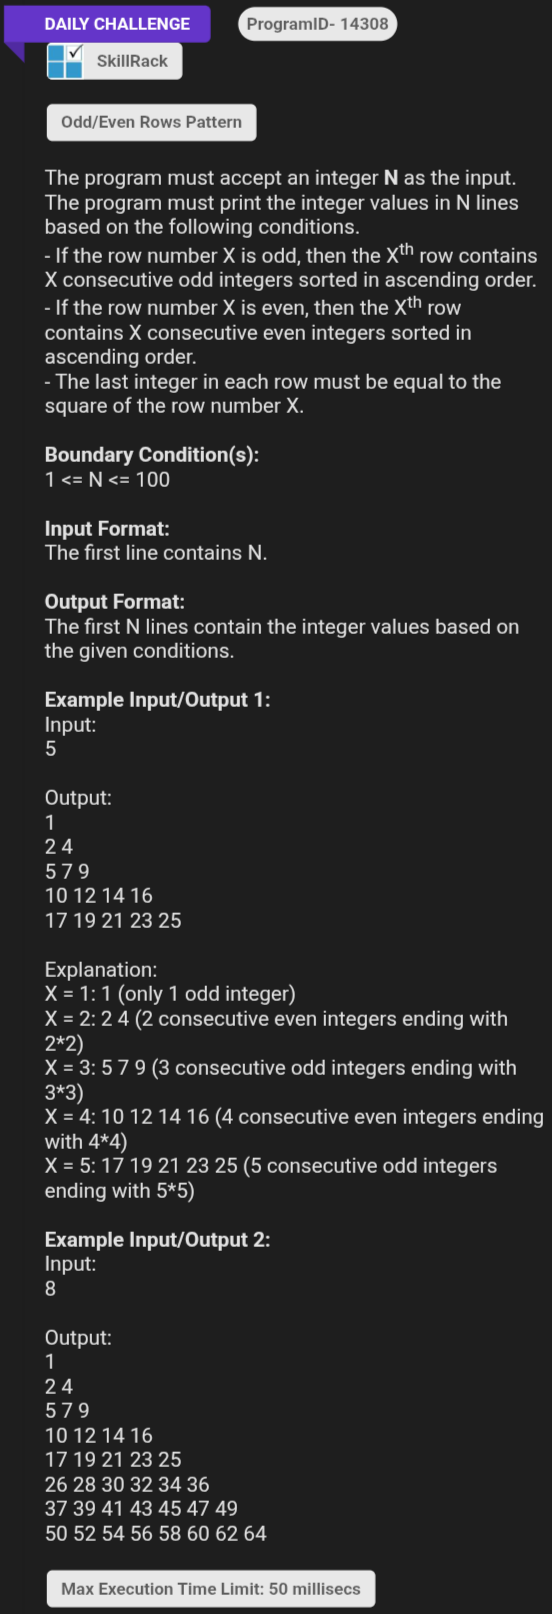 DAILY CHALLENGE
ProgramID- 14308
SkillRack
Odd/Even Rows Pattern
The program must accept an integer N as the input.
The program must print the integer values in N lines
based on the following conditions.
- If the row number X is odd, then the Xth row contains
X consecutive odd integers sorted in ascending order.
- If the row number X is even, then the Xth row
contains X consecutive even integers sorted in
ascending order.
- The last integer in each row must be equal to the
square of the row number X.
Boundary Condition(s):
1 <= N <= 100
Input Format:
The first line contains N.
Output Format:
The first N lines contain the integer values based on
the given conditions.
Example Input/Output 1:
Input:
5
Output:
1
2 4
5 7 9
10 12 14 16
17 19 21 23 25
Explanation:
X = 1: 1 (only 1 odd integer)
X = 2: 2 4 (2 consecutive even integers ending with
2*2)
X = 3: 5 7 9 (3 consecutive odd integers ending with
3*3)
X = 4: 10 12 14 16 (4 consecutive even integers ending
with 4*4)
X = 5: 17 19 21 23 25 (5 consecutive odd integers
ending with 5*5)
Example Input/Output 2:
Input:
8
Output:
1
2 4
5 7 9
10 12 14 16
17 19 21 23 25
26 28 30 32 34 36
37 39 41 43 45 47 49
50 52 54 56 58 60 62 64
Max Execution Time Limit: 50 millisecs